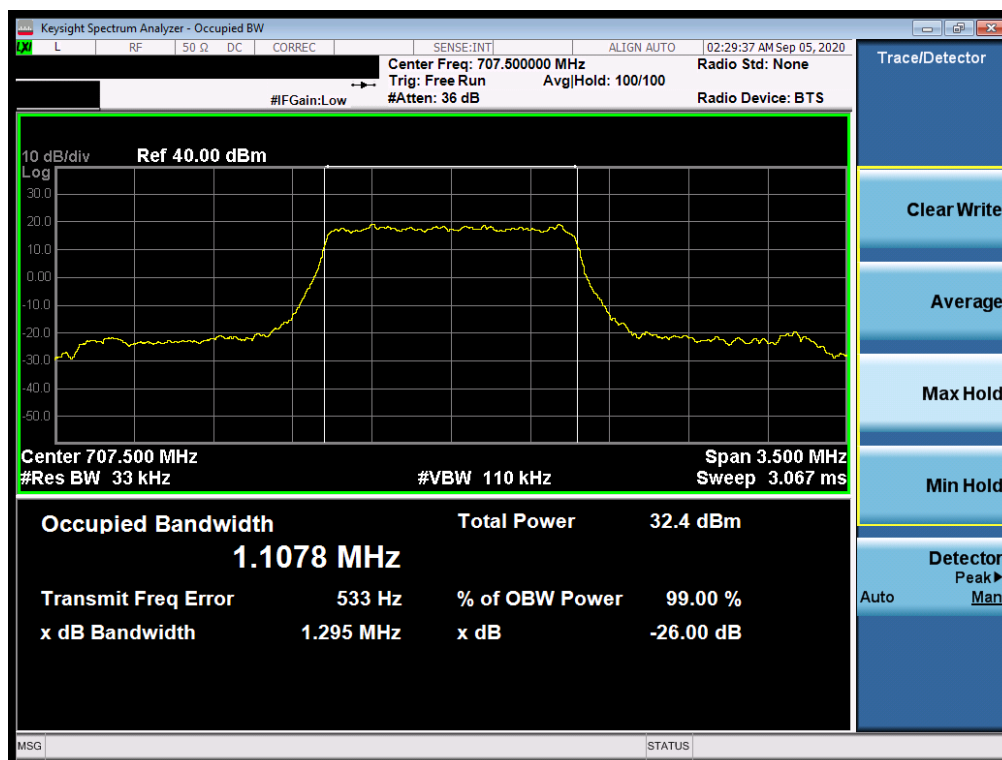 Keysight Spectrum Analyzer - Occupied BW
LXI L RF 50 Ω DC CORREC SENSE:INT ALIGN AUTO 02:29:37 AM Sep 05, 2020
Center Freq: 707.500000 MHz Radio Std: None
Trig: Free Run Avg|Hold: 100/100
#IFGain:Low #Atten: 36 dB Radio Device: BTS
10 dB/div Ref 40.00 dBm
Log
30.0
20.0
10.0
0.00
-10.0
-20.0
-30.0
-40.0
-50.0
Center 707.500 MHz Span 3.500 MHz
#Res BW 33 kHz #VBW 110 kHz Sweep 3.067 ms
Occupied Bandwidth Total Power 32.4 dBm
1.1078 MHz
Transmit Freq Error 533 Hz % of OBW Power 99.00 %
x dB Bandwidth 1.295 MHz x dB -26.00 dB
MSG STATUS
Trace/Detector
Clear Write
Average
Max Hold
Min Hold
Detector
Peak▶
Auto Man